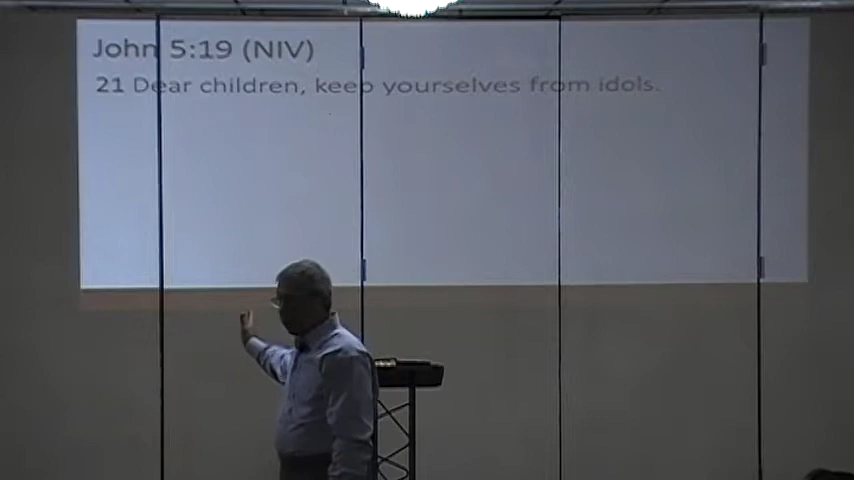 John 5:19 (NIV)
21 Dear children, keep yourselves from idols.